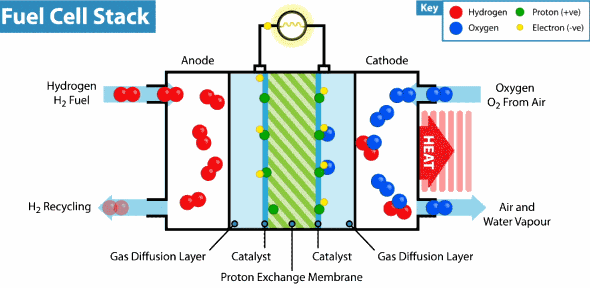 Fuel Cell Stack
Key
Hydrogen
Proton (+ve)
Oxygen
Electron (-ve)
Anode
Cathode
Hydrogen
H2 Fuel
Oxygen
O2 From Air
HEAT
H2 Recycling
Air and
Water Vapour
Gas Diffusion Layer
Catalyst
Catalyst
Gas Diffusion Layer
Proton Exchange Membrane